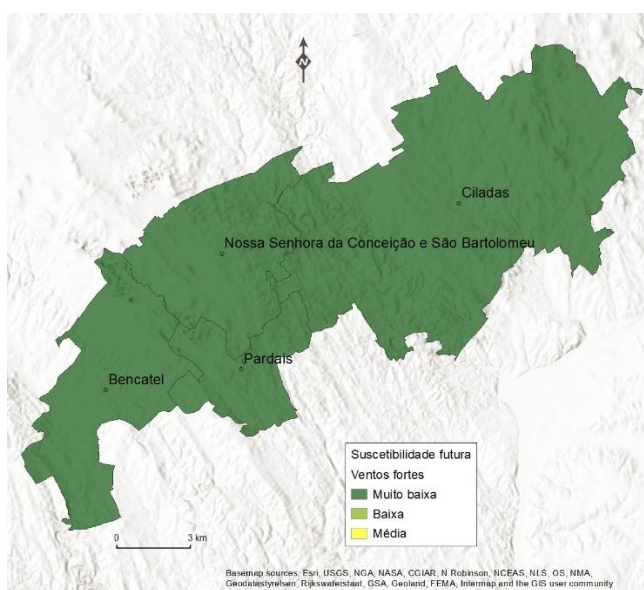 N
Ciladas
Nossa Senhora da Conceição e São Bartolomeu
Pardais
Bencatel
Suscetibilidade futura
Ventos fortes
Muito baixa
Baixa
Média
0 3 km
Basemap sources: Esri, USGS, NGA, NASA, CGIAR, N Robinson, NCEAS, NLS, OS, NMA,
Geodatastyrelsen, Rijkswaterstaat, GSA, Geoland, FEMA, Intermap and the GIS user community